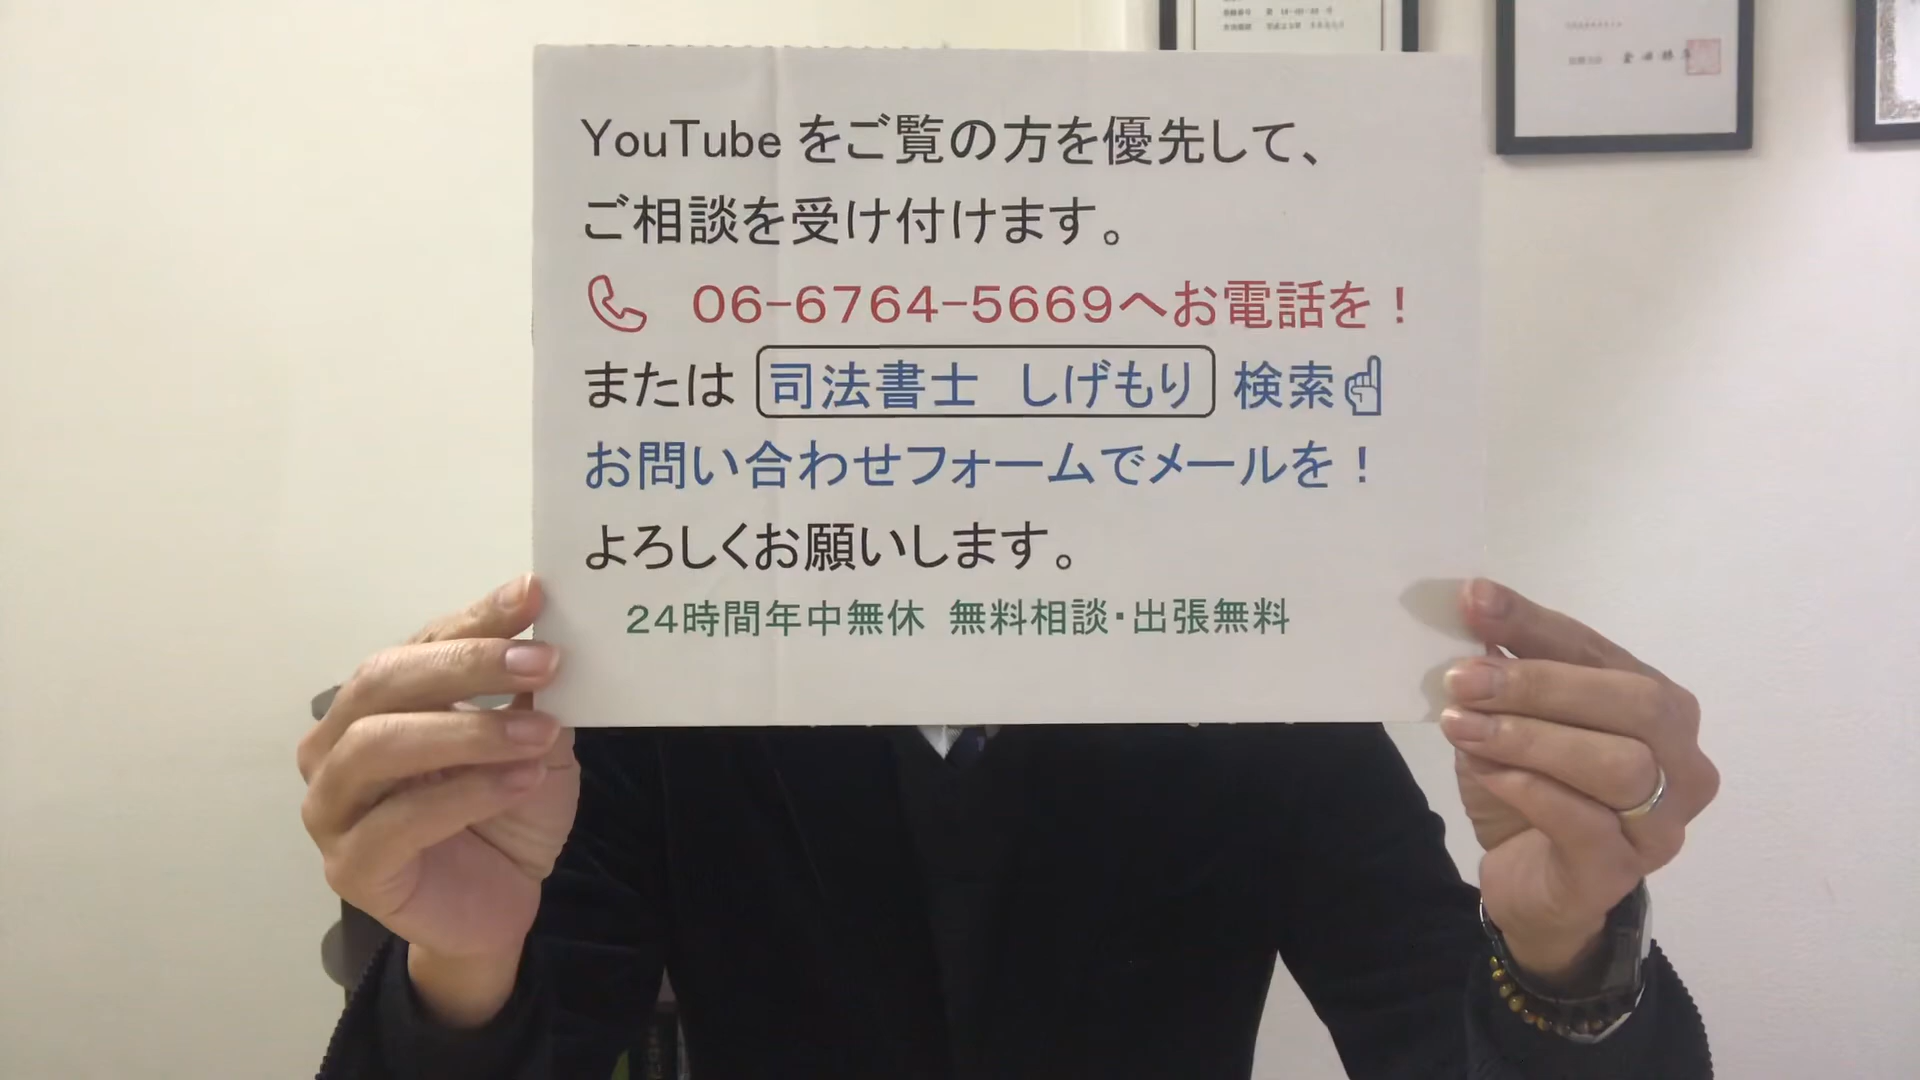 YouTube をご覧の方を優先して、
ご相談を受け付けます。
06-6764-5669へお電話を！
または 司法書士 しげもり 検索
お問い合わせフォームでメールを！
よろしくお願いします。
24時間年中無休 無料相談・出張無料